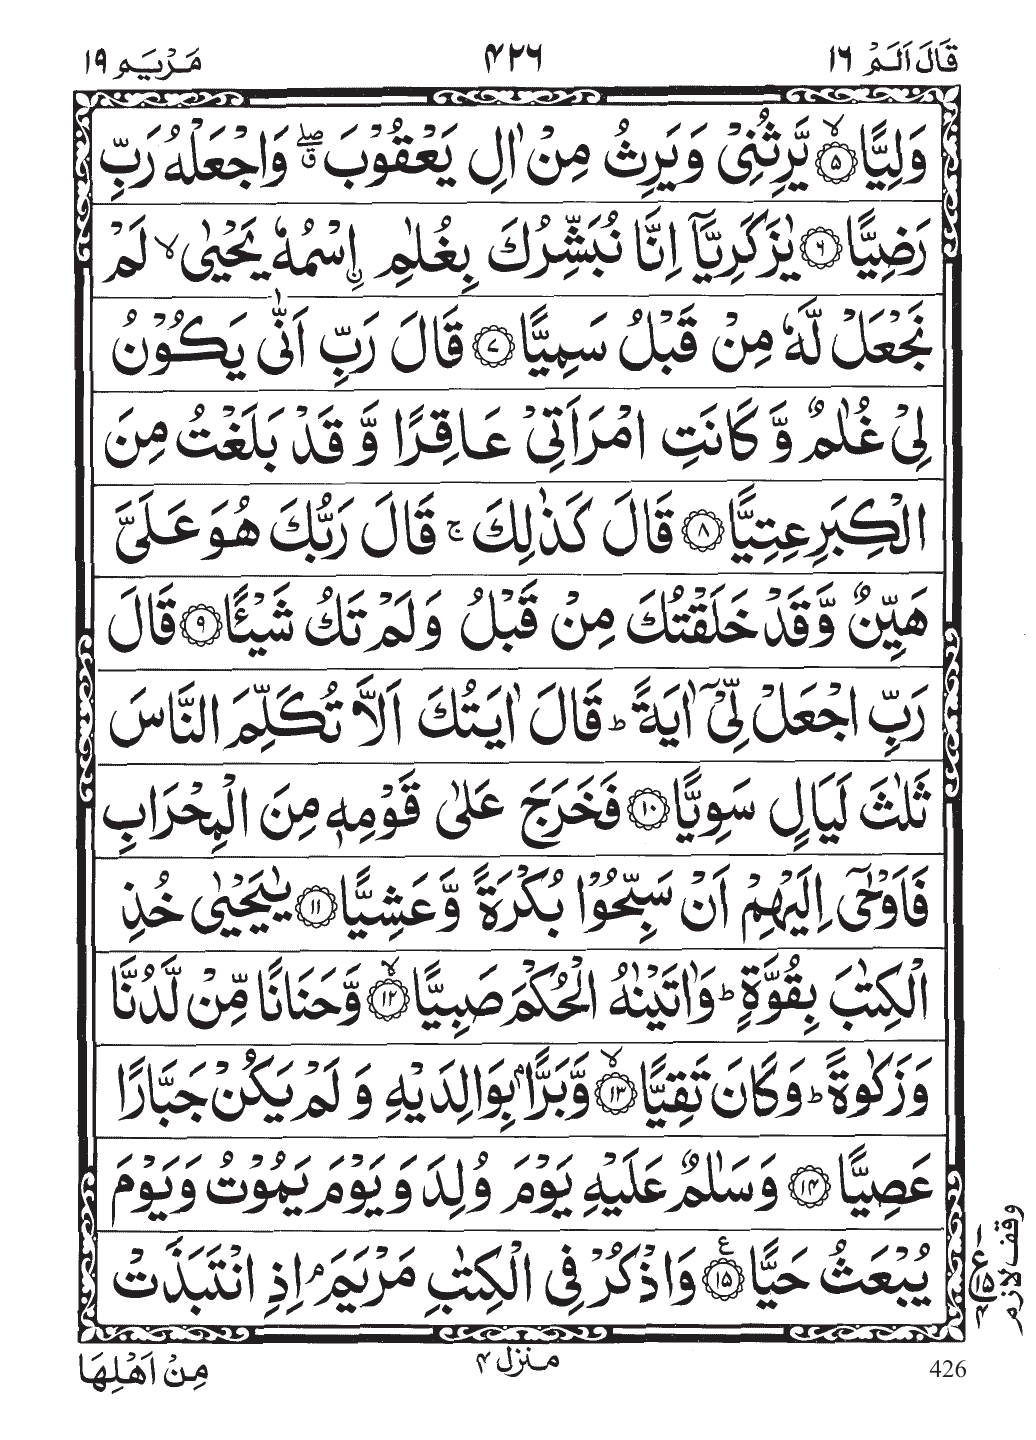 قَالَ اَلَمْ ١٦ ٤٢٦ مَرْيَم ١٩
وَلِيًّا ۙ﴿٥﴾ يَّرِثُنِيْ وَيَرِثُ مِنْ اٰلِ يَعْقُوْبَ ۖۗ وَاجْعَلْهُ رَبِّ
رَضِيًّا ﴿٦﴾ يٰزَكَرِيَّاۤ اِنَّا نُبَشِّرُكَ بِغُلٰمِ ࣙاسْمُهٗ يَحْيٰى ۙ لَمْ
نَجْعَلْ لَّهٗ مِنْ قَبْلُ سَمِيًّا ﴿٧﴾ قَالَ رَبِّ اَنّٰى يَكُوْنُ
لِيْ غُلٰمٌ وَّ كَانَتِ امْرَاَتِيْ عَاقِرًا وَّ قَدْ بَلَغْتُ مِنَ
الْكِبَرِ عِتِيًّا ﴿٨﴾ قَالَ كَذٰلِكَ ۚ قَالَ رَبُّكَ هُوَ عَلَيَّ
هَيِّنٌ وَّقَدْ خَلَقْتُكَ مِنْ قَبْلُ وَلَمْ تَكُ شَيْـًٔا ﴿٩﴾ قَالَ
رَبِّ اجْعَلْ لِّيْۤ اٰيَةً ؕ قَالَ اٰيَتُكَ اَلَّا تُكَلِّمَ النَّاسَ
ثَلٰثَ لَيَالٍ سَوِيًّا ﴿١٠﴾ فَخَرَجَ عَلٰى قَوْمِهٖ مِنَ الْمِحْرَابِ
فَاَوْحٰۤى اِلَيْهِمْ اَنْ سَبِّحُوْا بُكْرَةً وَّعَشِيًّا ﴿١١﴾ يٰيَحْيٰى خُذِ
الْكِتٰبَ بِقُوَّةٍ ؕ وَاٰتَيْنٰهُ الْحُكْمَ صَبِيًّا ۙ﴿١٢﴾ وَّحَنَانًا مِّنْ لَّدُنَّا
وَزَكٰوةً ؕ وَكَانَ تَقِيًّا ۙ﴿١٣﴾ وَّبَرًّاۢ بِوَالِدَيْهِ وَلَمْ يَكُنْ جَبَّارًا
عَصِيًّا ﴿١٤﴾ وَسَلٰمٌ عَلَيْهِ يَوْمَ وُلِدَ وَيَوْمَ يَمُوْتُ وَيَوْمَ
يُبْعَثُ حَيًّا ﴿١٥﴾ ع وَاذْكُرْ فِي الْكِتٰبِ مَرْيَمَ ۘ اِذِ انْتَبَذَتْ
ع ١٥ ٤
وقف لازم
مِنْ اَهْلِهَا منزل ٤ 426